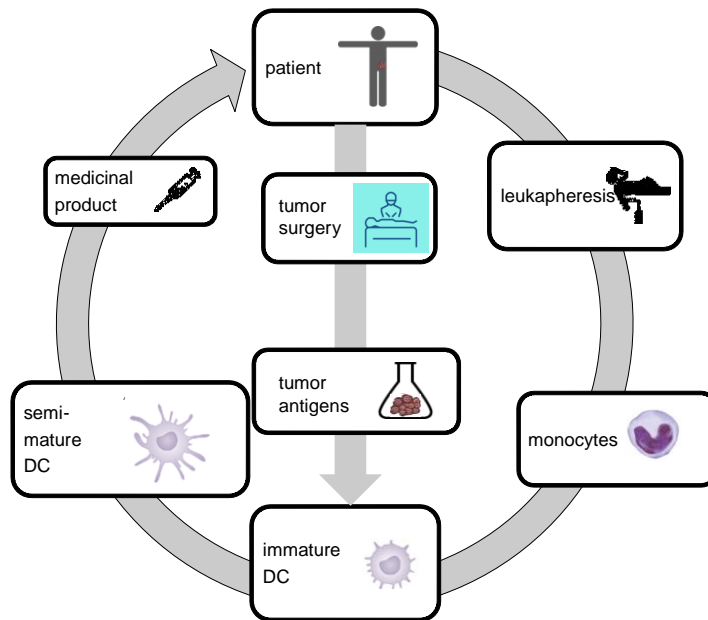 patient
medicinal
product
tumor
surgery
leukapheresis
tumor
antigens
semi-
mature
DC
monocytes
immature
DC